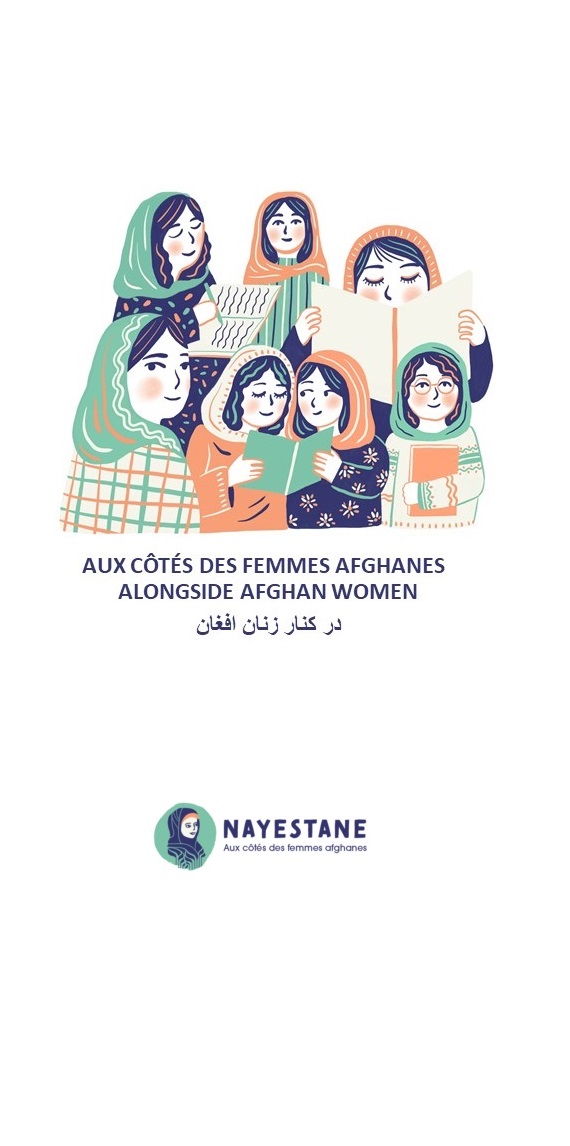 AUX CÔTÉS DES FEMMES AFGHANES
ALONGSIDE AFGHAN WOMEN
در کنار زنان افغان
NAYESTANE
Aux côtés des femmes afghanes